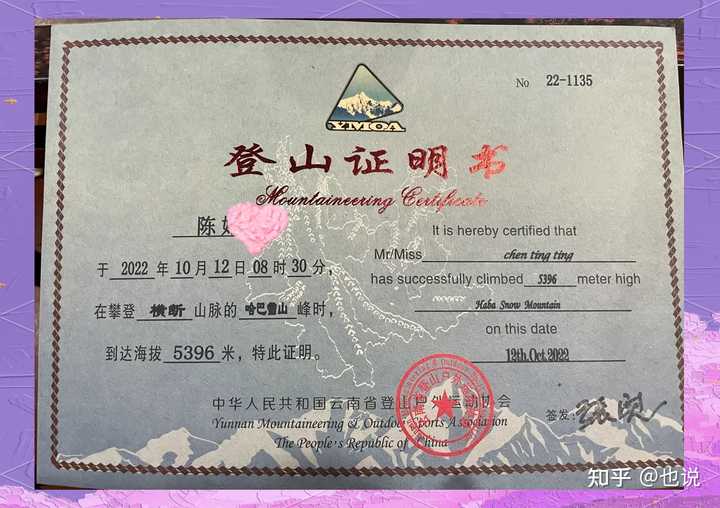 No 22-1135
YMOA
登山证明书
Mountaineering Certificate
陈
于 2022 年 10 月 12 日 08 时 30 分，
在攀登 横断 山脉的 哈巴雪山 峰时，
到达海拔 5396 米，特此证明。
It is hereby certified that
Mr/Miss chen ting ting
has successfully climbed 5396 meter high
Haba Snow Mountain
on this date
12th.Oct.2022
中华人民共和国云南省登山户外运动协会
Yunnan Mountaineering & Outdoor Sports Association
The People's Republic of China
签发：
知乎 @也说